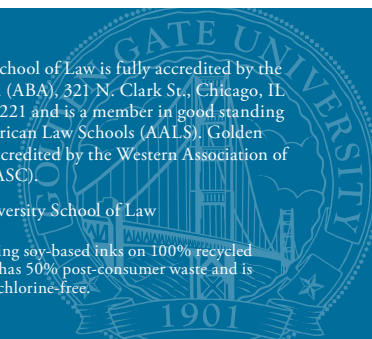 GOLDEN GATE UNIVERSITY
chool of Law is fully accredited by the
(ABA), 321 N. Clark St., Chicago, IL
221 and is a member in good standing
rican Law Schools (AALS). Golden
ccredited by the Western Association of
ASC).
versity School of Law
ing soy-based inks on 100% recycled
has 50% post-consumer waste and is
chlorine-free.
1901